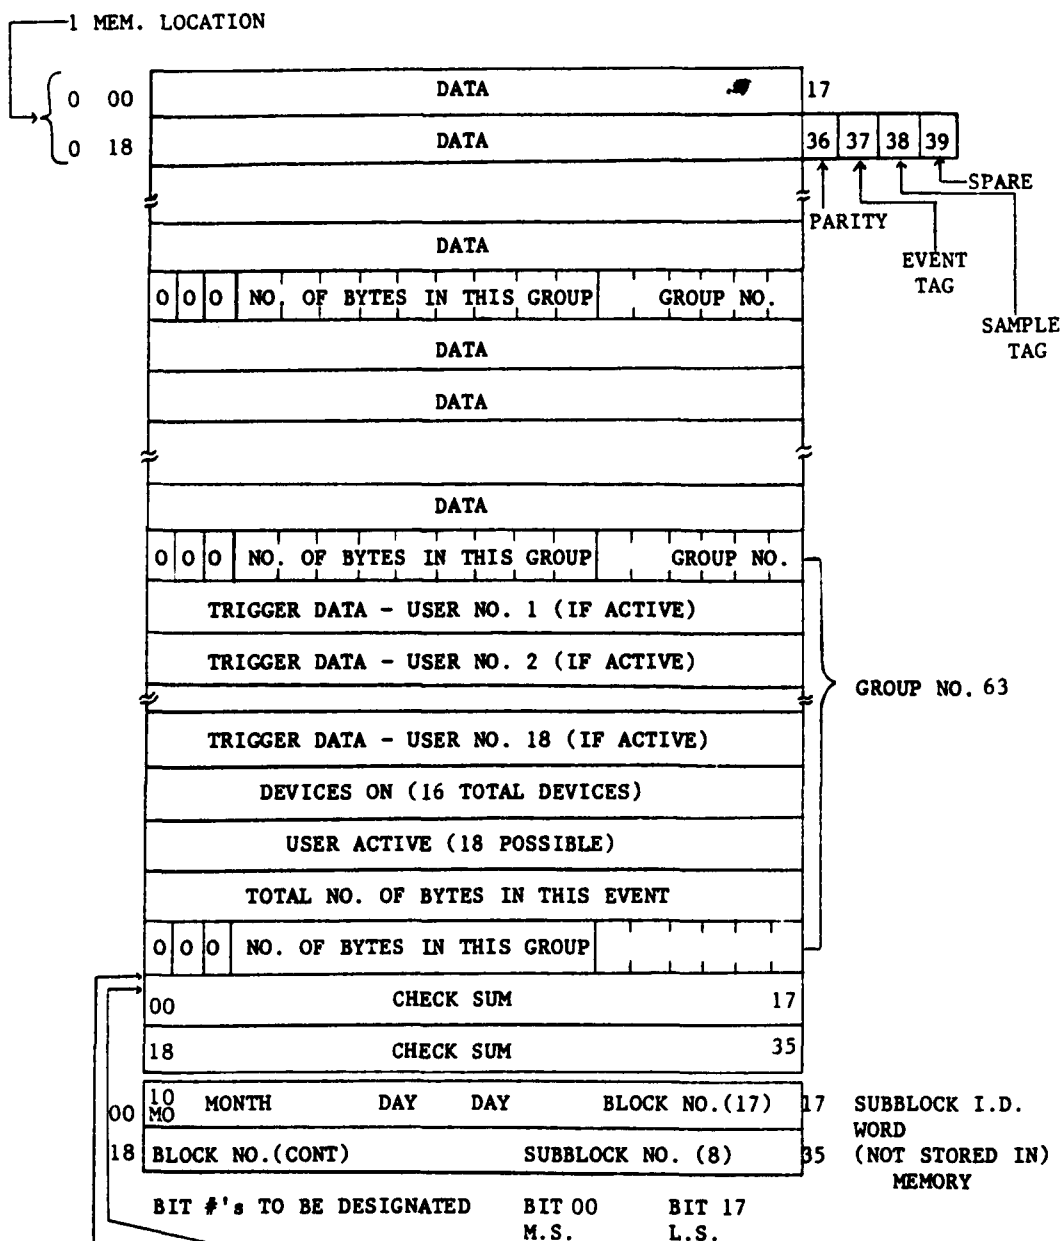 1 MEM. LOCATION
0 00 DATA 17
0 18 DATA 36 37 38 39
SPARE
PARITY
DATA
EVENT
TAG
0 0 0 NO. OF BYTES IN THIS GROUP GROUP NO.
SAMPLE
TAG
DATA
DATA
DATA
0 0 0 NO. OF BYTES IN THIS GROUP GROUP NO.
TRIGGER DATA - USER NO. 1 (IF ACTIVE)
TRIGGER DATA - USER NO. 2 (IF ACTIVE)
GROUP NO. 63
TRIGGER DATA - USER NO. 18 (IF ACTIVE)
DEVICES ON (16 TOTAL DEVICES)
USER ACTIVE (18 POSSIBLE)
TOTAL NO. OF BYTES IN THIS EVENT
0 0 0 NO. OF BYTES IN THIS GROUP
00 CHECK SUM 17
18 CHECK SUM 35
00 10 MO MONTH DAY DAY BLOCK NO.(17) 17 SUBBLOCK I.D.
WORD
18 BLOCK NO.(CONT) SUBBLOCK NO. (8) 35 (NOT STORED IN)
MEMORY
BIT #'s TO BE DESIGNATED BIT 00 BIT 17
M.S. L.S.